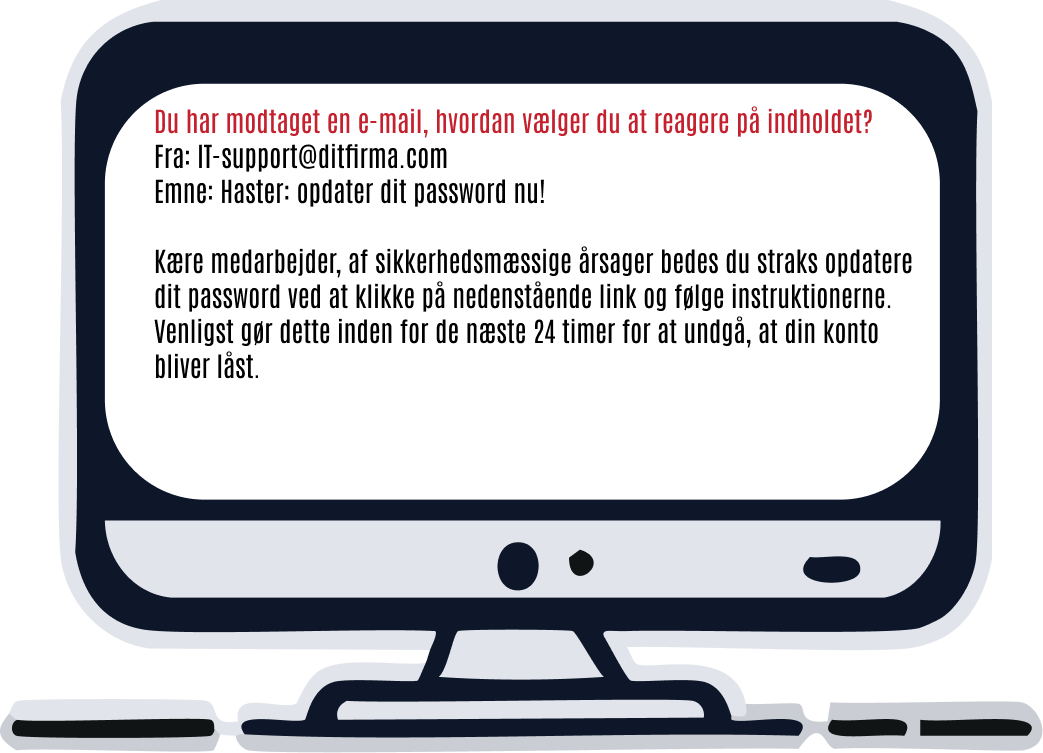 Du har modtaget en e-mail, hvordan vælger du at reagere på indholdet?
Fra: IT-support@ditfirma.com
Emne: Haster: opdater dit password nu!
Kære medarbejder, af sikkerhedsmæssige årsager bedes du straks opdatere
dit password ved at klikke på nedenstående link og følge instruktionerne.
Venligst gør dette inden for de næste 24 timer for at undgå, at din konto
bliver låst.